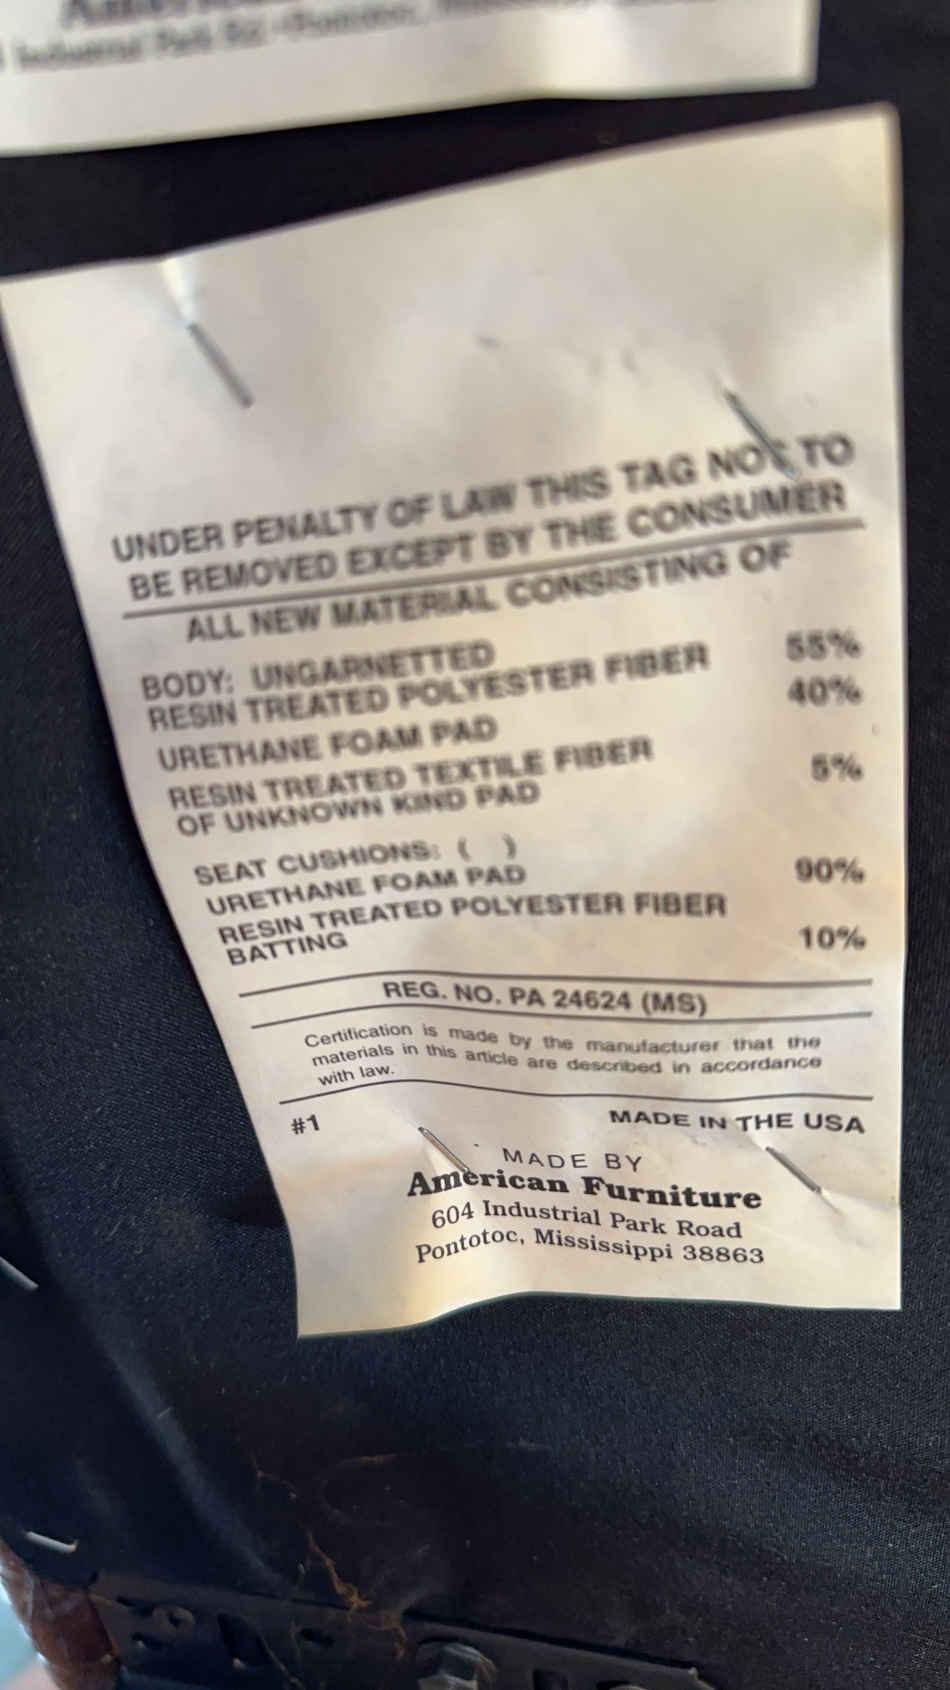 Industrial Park Rd
UNDER PENALTY OF LAW THIS TAG NOT TO
BE REMOVED EXCEPT BY THE CONSUMER
ALL NEW MATERIAL CONSISTING OF
BODY: UNGARNETTED
RESIN TREATED POLYESTER FIBER 55%
URETHANE FOAM PAD 40%
RESIN TREATED TEXTILE FIBER
OF UNKNOWN KIND PAD 5%
SEAT CUSHIONS: ( )
URETHANE FOAM PAD 90%
RESIN TREATED POLYESTER FIBER
BATTING 10%
REG. NO. PA 24624 (MS)
Certification is made by the manufacturer that the
materials in this article are described in accordance
with law.
#1 MADE IN THE USA
MADE BY
American Furniture
604 Industrial Park Road
Pontotoc, Mississippi 38863